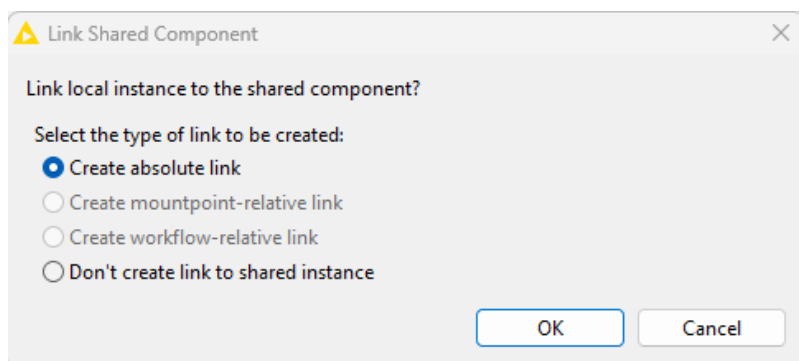 Link Shared Component
Link local instance to the shared component?
Select the type of link to be created:
Create absolute link
Create mountpoint-relative link
Create workflow-relative link
Don't create link to shared instance
OK
Cancel